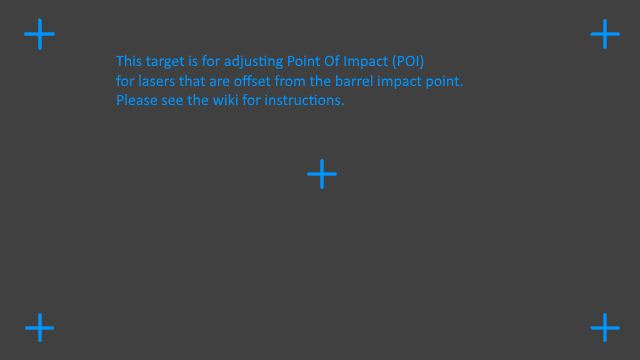 This target is for adjusting Point Of Impact (POI)
for lasers that are offset from the barrel impact point.
Please see the wiki for instructions.